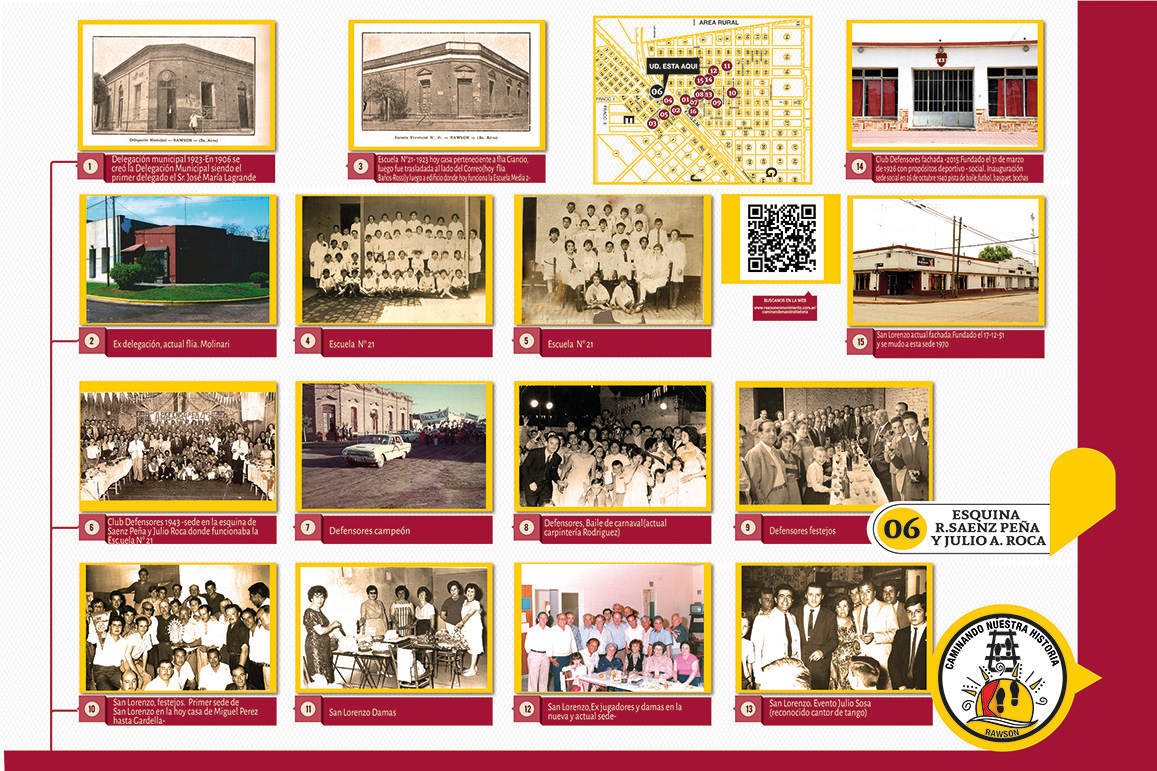 Delegación Municipal — RAWSON — (Bs. Aires)
1
Delegación municipal 1923-En 1906 se
creó la Delegación Municipal siendo el
primer delegado el Sr. José María Lagrande
RAWSON — (Bs. Aires)
3
Escuela N°21- 1923 hoy casa perteneciente a flia Ciancio,
luego fue trasladada al lado del Correo(hoy flia
Baños-Rossi)y luego a edificio donde hoy funciona la Escuela Media 2-
AREA RURAL
UD. ESTA AQUI
06
11
12
15
14
04
01
08
13
10
07
09
05
02
16
03
E
J
14
Club Defensores fachada -2015.Fundado el 31 de marzo
de 1926 con propósitos deportivo - social. Inauguración
sede social en 26 de octubre 1940 pista de baile,futbol, basquet, bochas
2
Ex delegación, actual flia. Molinari
4
Escuela N° 21
5
Escuela N° 21
BUSCANOS EN LA WEB
15
San Lorenzo actual fachada.Fundado el 17-12-51
y se mudo a esta sede 1970
6
Club Defensores 1943 -sede en la esquina de
Saenz Peña y Julio Roca donde funcionaba la
Escuela N° 21
7
Defensores campeón
8
Defensores, Baile de carnaval(actual
carpintería Rodriguez)
9
Defensores festejos
06
ESQUINA
R.SAENZ PEÑA
Y JULIO A. ROCA
10
San Lorenzo, festejos. Primer sede de
San Lorenzo en la hoy casa de Miguel Perez
hasta Gardella-
11
San Lorenzo Damas
12
San Lorenzo,Ex jugadores y damas en la
nueva y actual sede-
13
San Lorenzo. Evento Julio Sosa
(reconocido cantor de tango)
CAMINANDO NUESTRA HISTORIA
RAWSON